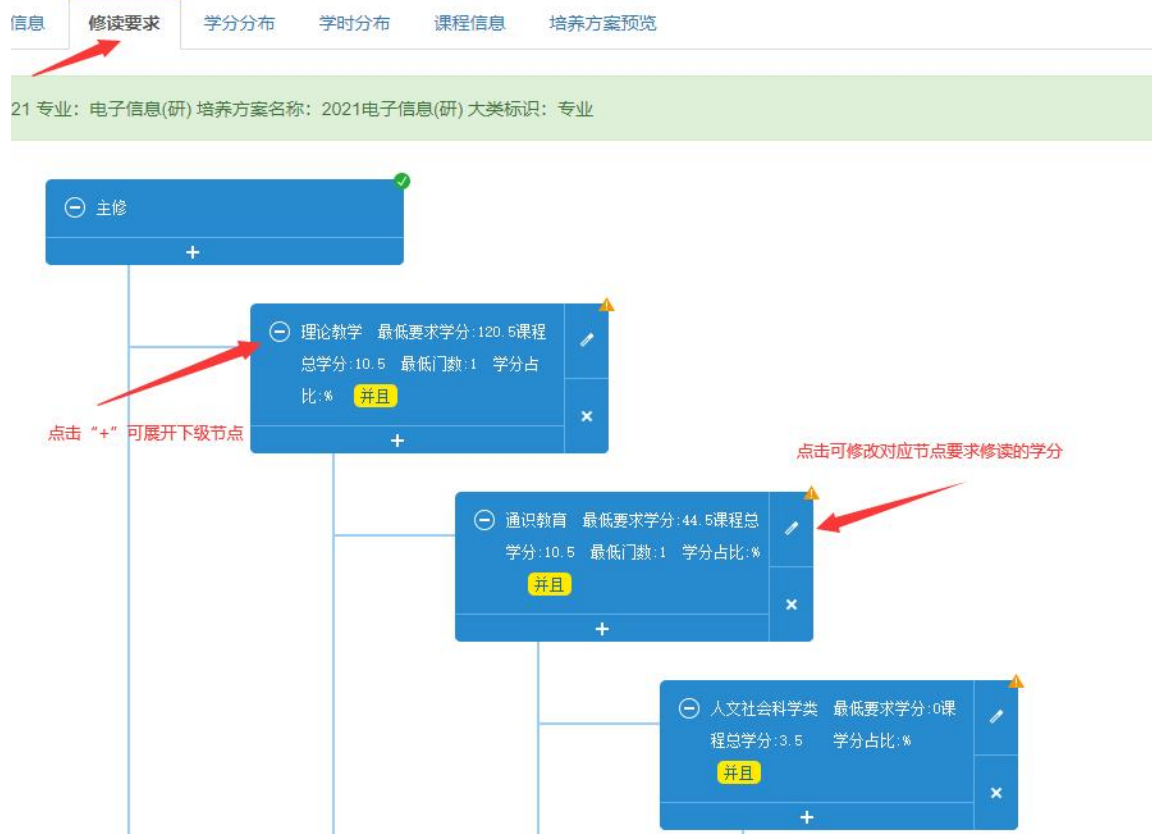 信息 修读要求 学分分布 学时分布 课程信息 培养方案预览
21 专业：电子信息(研) 培养方案名称：2021电子信息(研) 大类标识：专业
主修
+
理论教学 最低要求学分:120.5课程
总学分:10.5 最低门数:1 学分占
比:% 并且
+
点击“+”可展开下级节点
点击可修改对应节点要求修读的学分
通识教育 最低要求学分:44.5课程总
学分:10.5 最低门数:1 学分占比:%
并且
+
人文社会科学类 最低要求学分:0课
程总学分:3.5 学分占比:%
并且
+